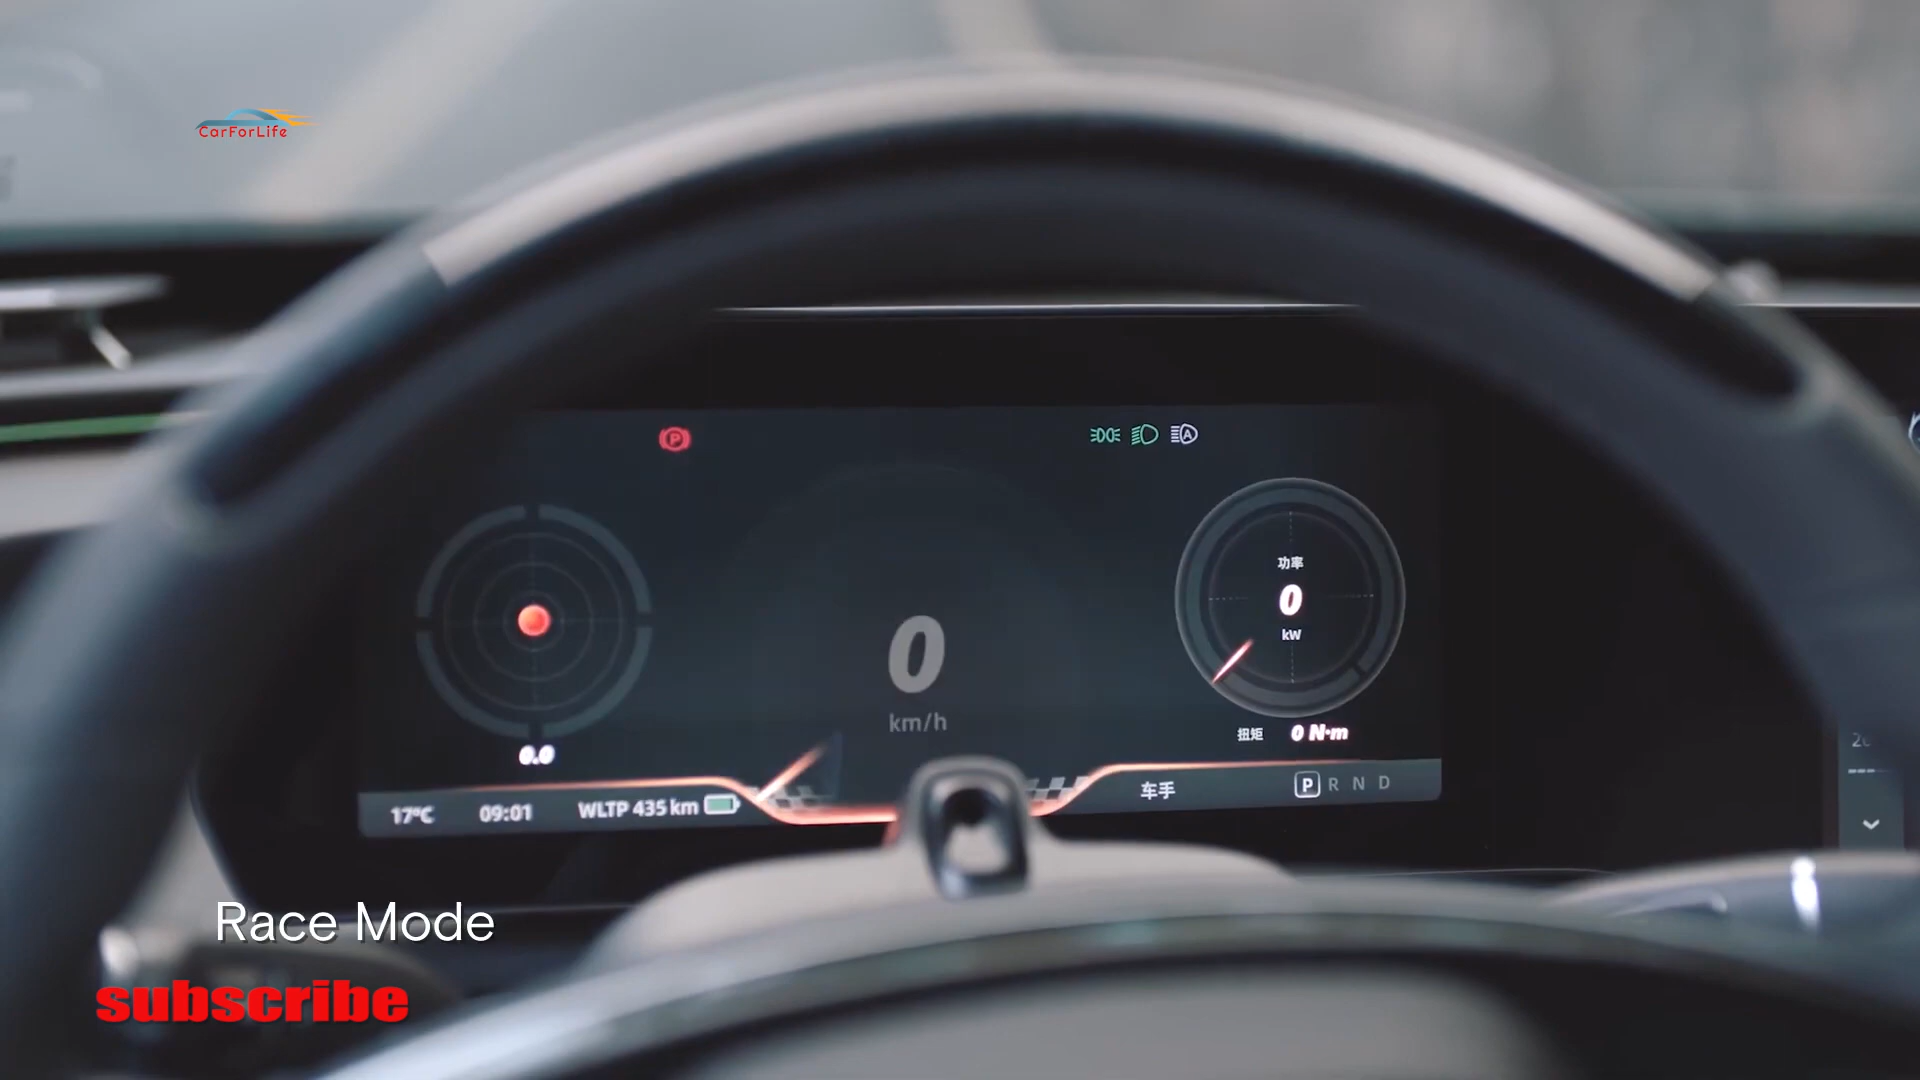 CarForLife
P
A
功率
0
kW
0
km/h
扭矩 0 N·m
0.0
车手
P R N D
17°C 09:01 WLTP 435 km
Race Mode
subscribe